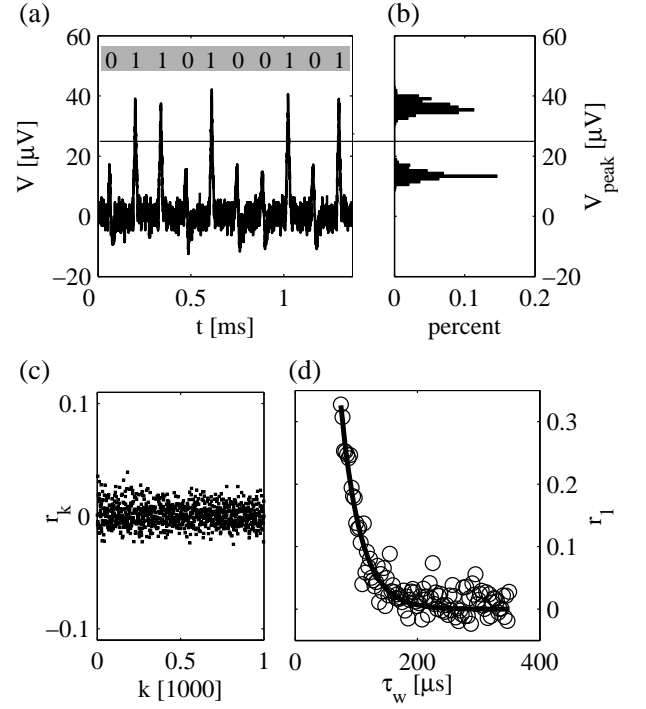 (a)
(b)
60
0 1 1 0 1 0 0 1 0 1
40
20
0
−20
V [μV]
0
0.5
1
t [ms]
60
40
20
0
−20
V_peak [μV]
0
0.1
0.2
percent
(c)
(d)
0.1
0
−0.1
r_k
0
0.5
1
k [1000]
0.3
0.2
0.1
0
r_1
0
200
400
τ_w [μs]